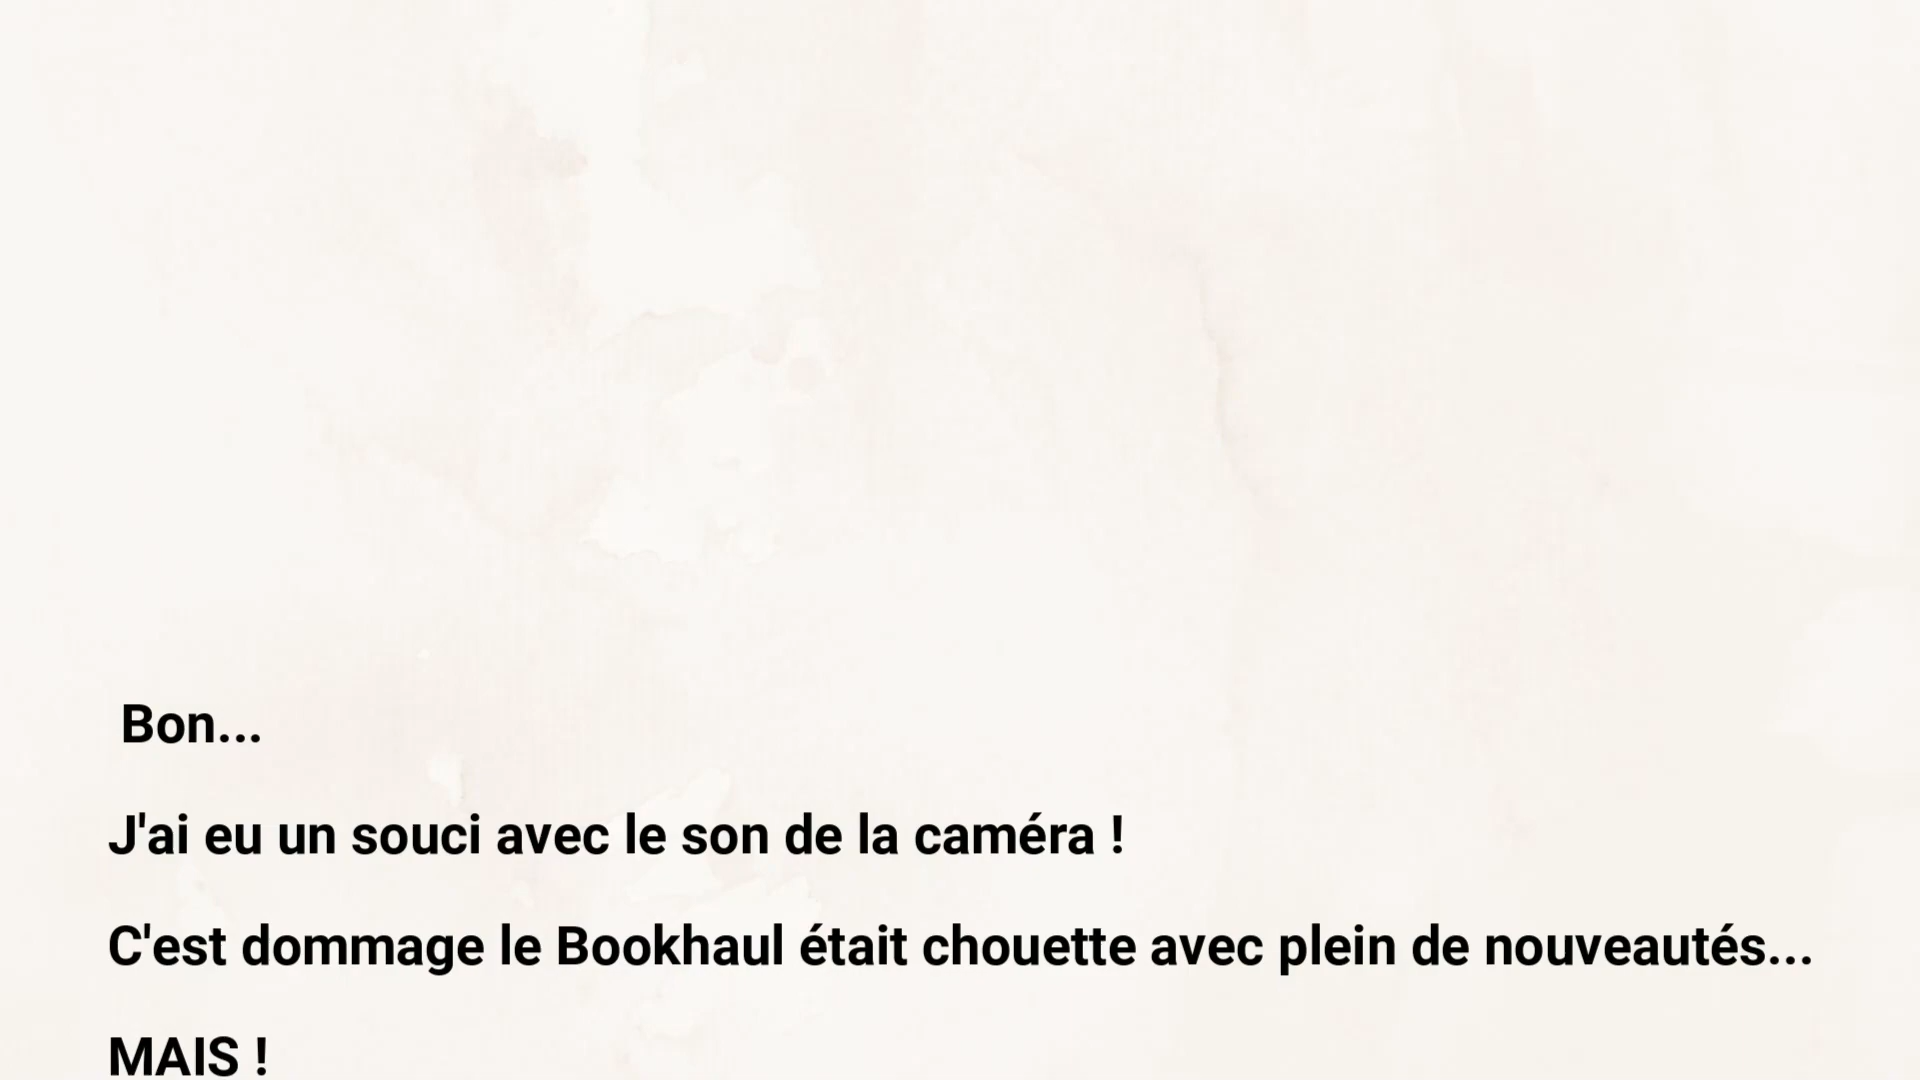 Bon...
J'ai eu un souci avec le son de la caméra !
C'est dommage le Bookhaul était chouette avec plein de nouveautés...
MAIS !